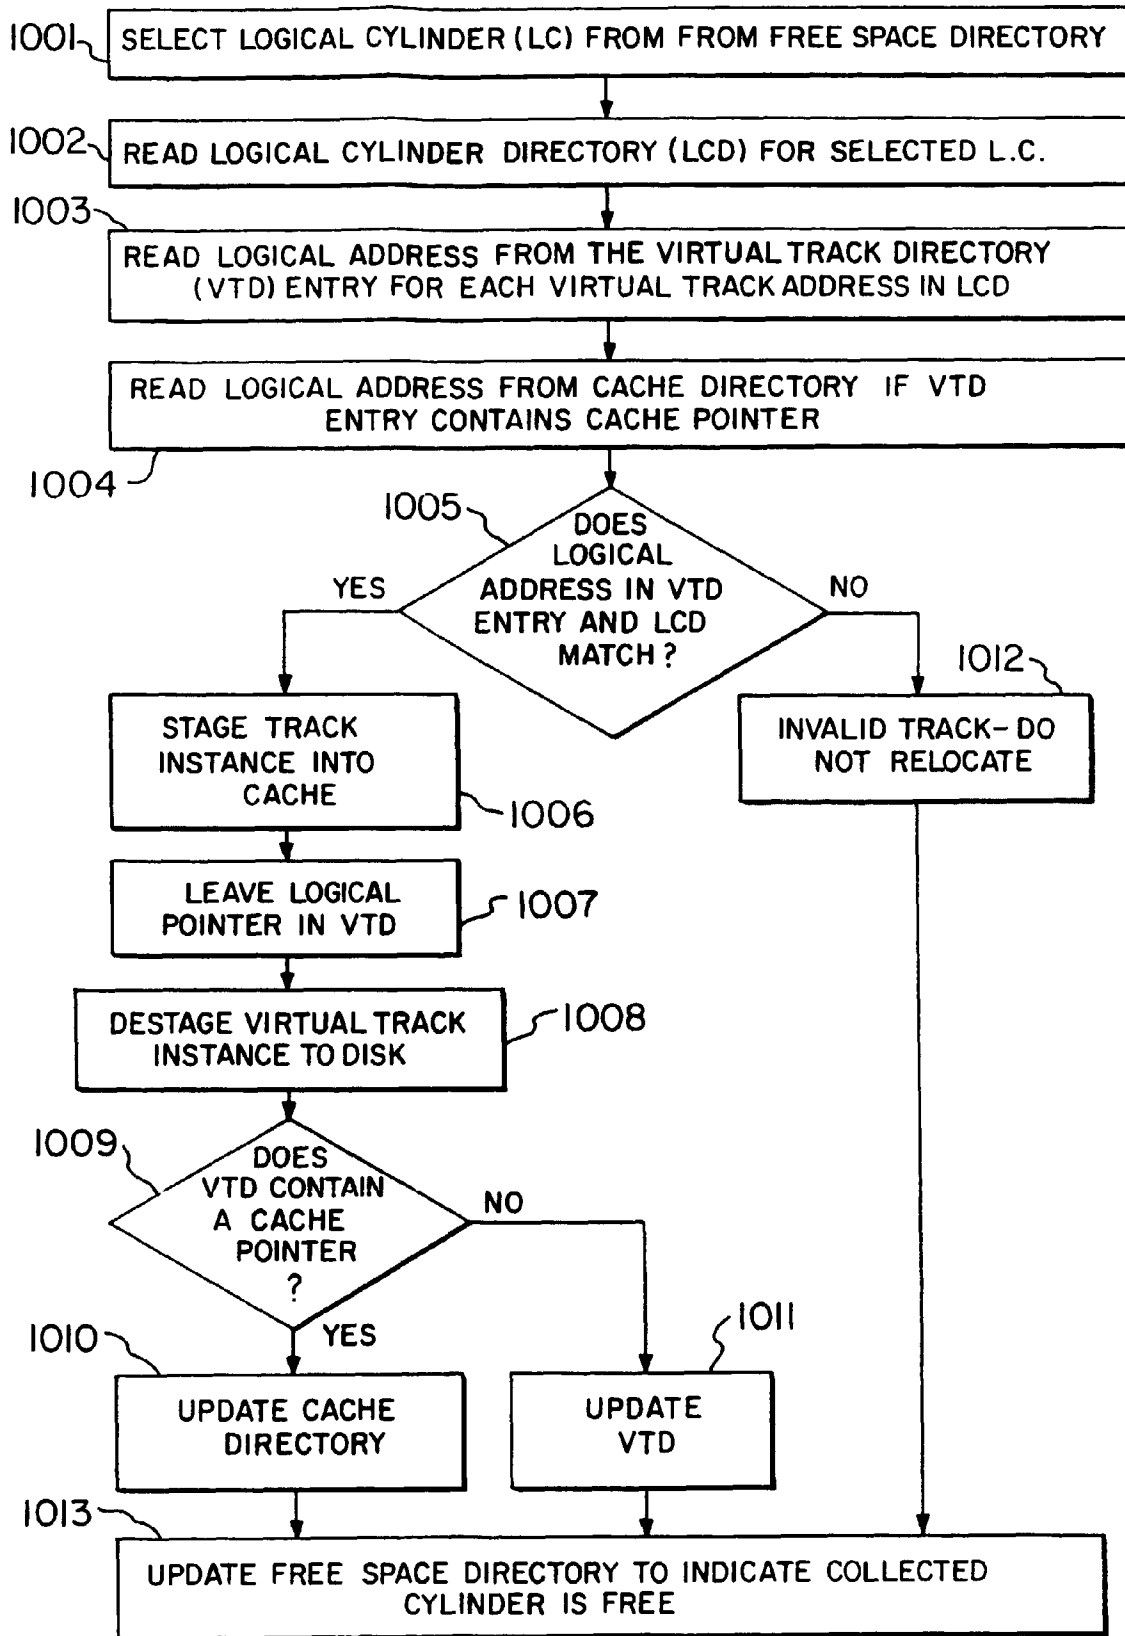 1001
SELECT LOGICAL CYLINDER (LC) FROM FROM FREE SPACE DIRECTORY
1002
READ LOGICAL CYLINDER DIRECTORY (LCD) FOR SELECTED L.C.
1003
READ LOGICAL ADDRESS FROM THE VIRTUAL TRACK DIRECTORY
(VTD) ENTRY FOR EACH VIRTUAL TRACK ADDRESS IN LCD
READ LOGICAL ADDRESS FROM CACHE DIRECTORY IF VTD
ENTRY CONTAINS CACHE POINTER
1004
1005
DOES
LOGICAL
ADDRESS IN VTD
ENTRY AND LCD
MATCH?
YES
NO
STAGE TRACK
INSTANCE INTO
CACHE
1006
1012
INVALID TRACK-DO
NOT RELOCATE
LEAVE LOGICAL
POINTER IN VTD
1007
DESTAGE VIRTUAL TRACK
INSTANCE TO DISK
1008
1009
DOES
VTD CONTAIN
A CACHE
POINTER
?
NO
YES
1010
UPDATE CACHE
DIRECTORY
1011
UPDATE
VTD
1013
UPDATE FREE SPACE DIRECTORY TO INDICATE COLLECTED
CYLINDER IS FREE